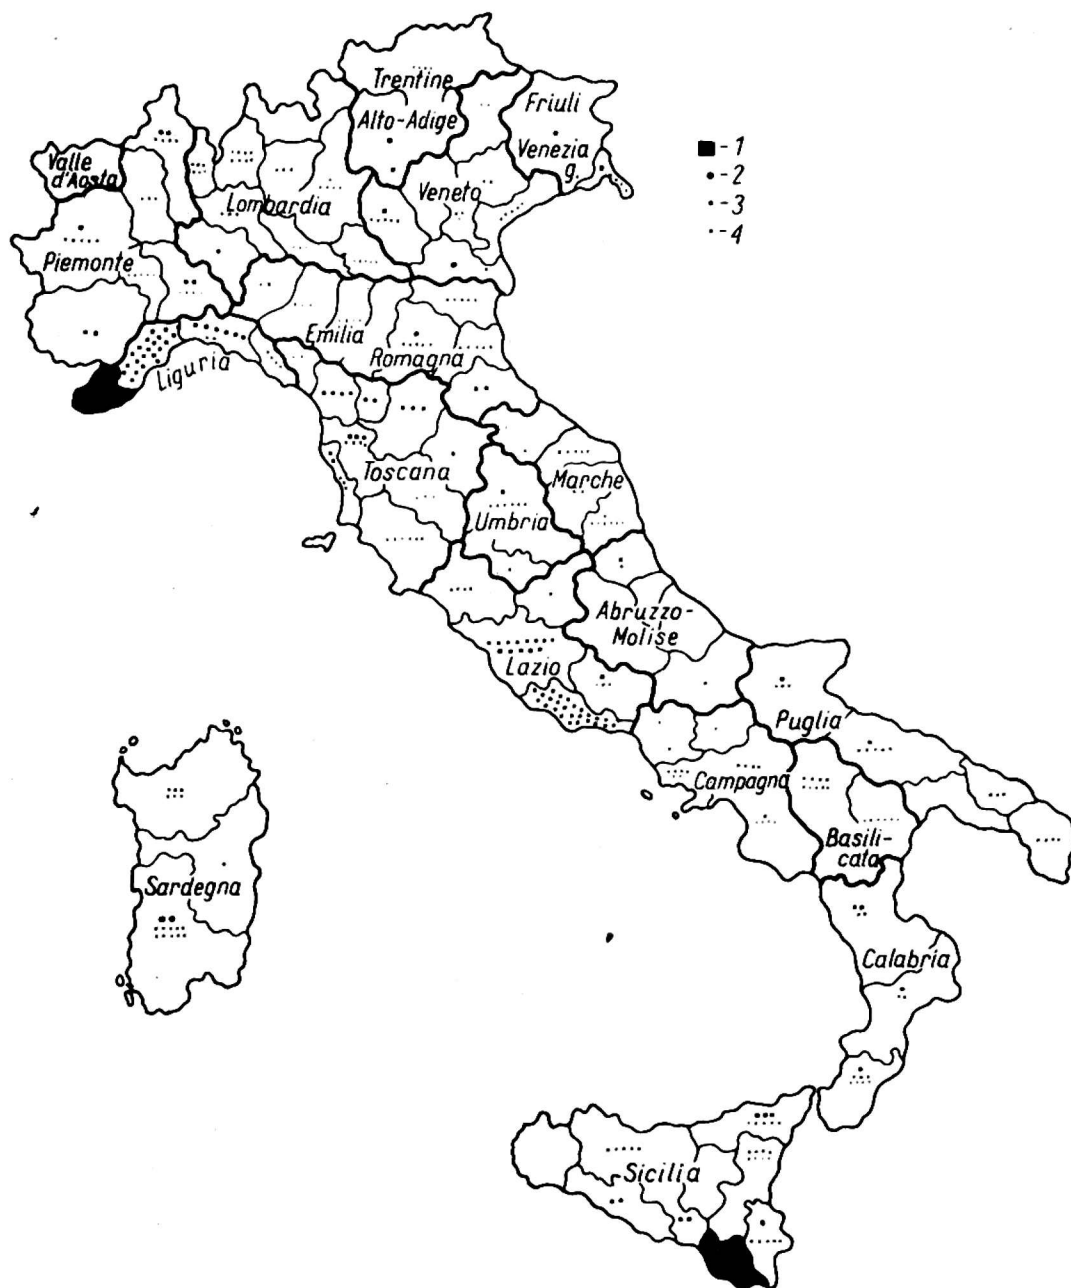 Trentine
Alto-Adige
Friuli
Venezia
g.
Valle
d'Aosta
Veneto
Lombardia
Piemonte
Emilia
Romagna
Liguria
Toscana
Marche
Umbria
Abruzzo-
Molise
Lazio
Puglia
Campagna
Basili-
cata
Sardegna
Calabria
Sicilia
-1
-2
-3
-4